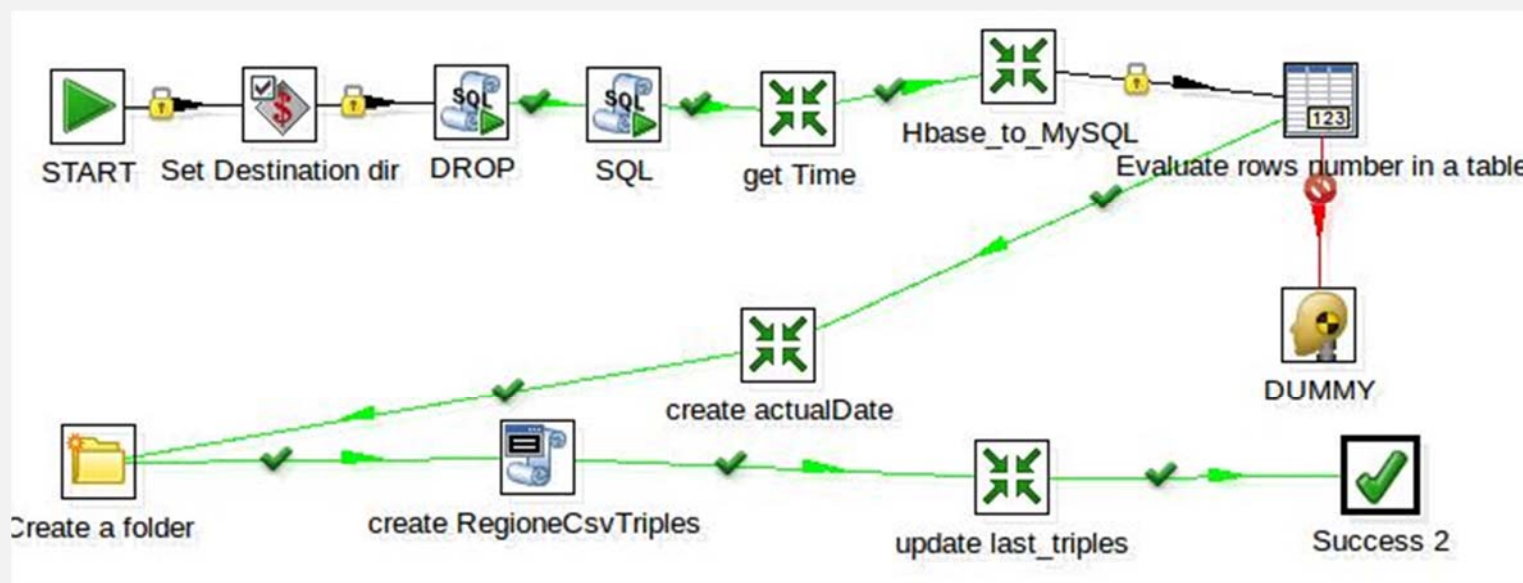 START
Set Destination dir
SQL
DROP
SQL
SQL
get Time
Hbase_to_MySQL
123
Evaluate rows number in a table
create actualDate
DUMMY
Create a folder
create RegioneCsvTriples
update last_triples
Success 2